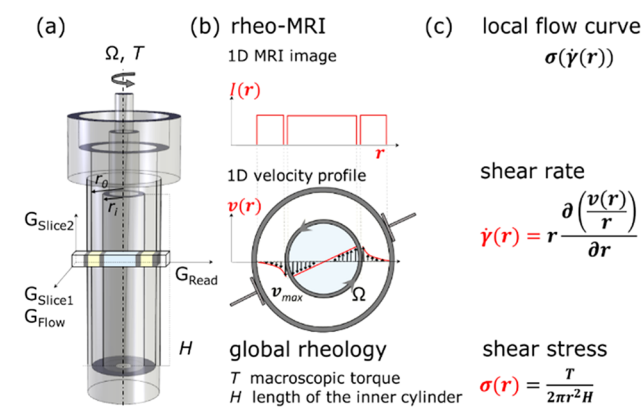 (a)
Ω, T
r₀
rᵢ
G_Slice2
G_Read
G_Slice1
G_Flow
H
(b) rheo-MRI
1D MRI image
I(r)
r
1D velocity profile
v(r)
v_max
Ω
global rheology
T macroscopic torque
H length of the inner cylinder
(c) local flow curve
σ(γ̇(r))
shear rate
γ̇(r) = r ∂(v(r)/r)/∂r
shear stress
σ(r) = T/2πr²H